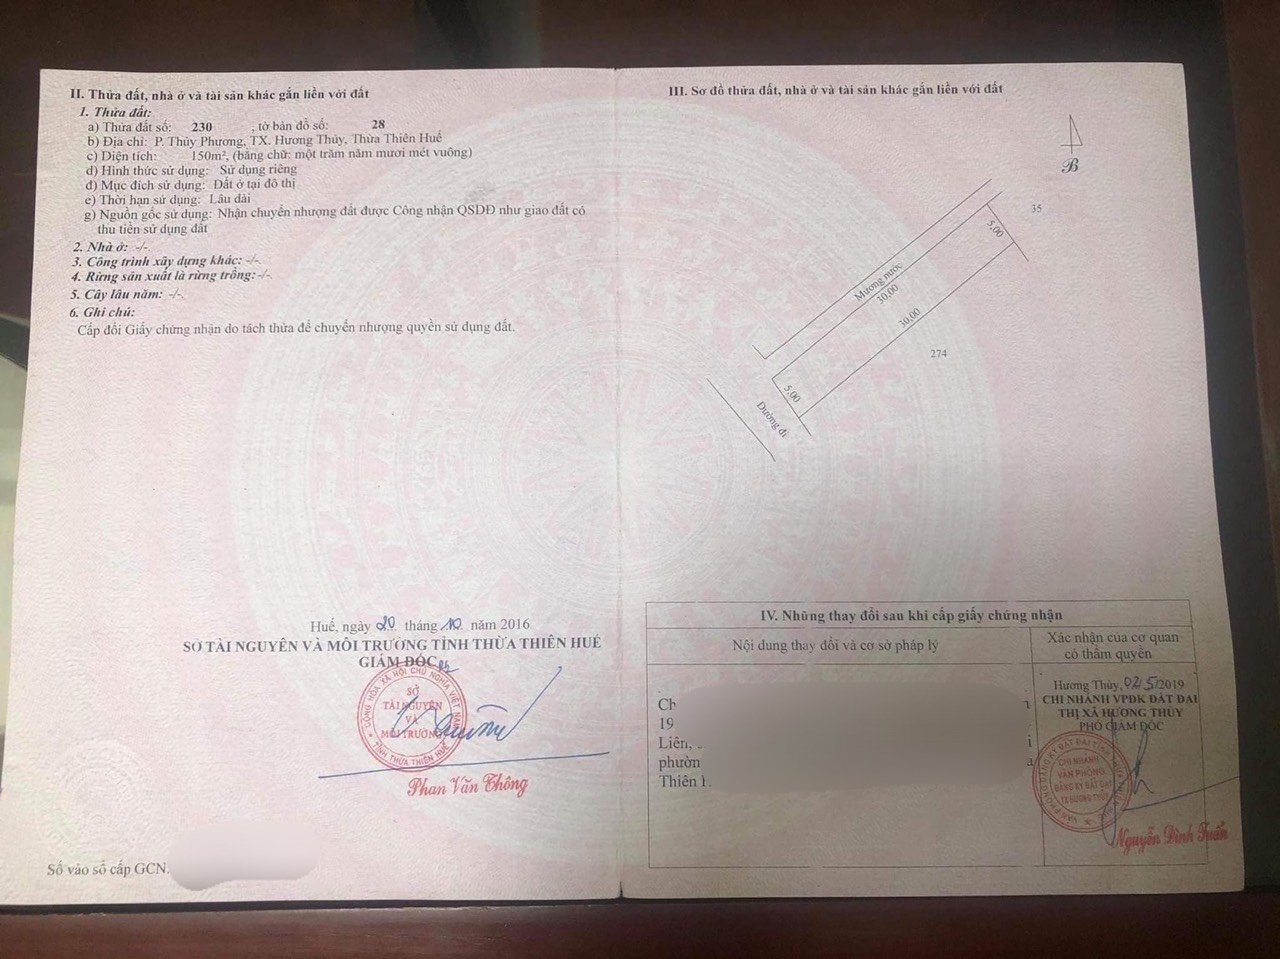 II. Thửa đất, nhà ở và tài sản khác gắn liền với đất
1. Thửa đất:
a) Thửa đất số: 230 , tờ bản đồ số: 28
b) Địa chỉ: P. Thủy Phương, TX. Hương Thủy, Thừa Thiên Huế
c) Diện tích: 150m², (bằng chữ: một trăm năm mươi mét vuông)
d) Hình thức sử dụng: Sử dụng riêng
đ) Mục đích sử dụng: Đất ở tại đô thị
e) Thời hạn sử dụng: Lâu dài
g) Nguồn gốc sử dụng: Nhận chuyển nhượng đất được Công nhận QSDĐ như giao đất có
thu tiền sử dụng đất
2. Nhà ở: -/-
3. Công trình xây dựng khác: -/-
4. Rừng sản xuất là rừng trồng: -/-
5. Cây lâu năm: -/-
6. Ghi chú:
Cấp đổi Giấy chứng nhận do tách thửa để chuyển nhượng quyền sử dụng đất.
Huế, ngày 20 tháng 10 năm 2016
SỞ TÀI NGUYÊN VÀ MÔI TRƯỜNG TỈNH THỪA THIÊN HUẾ
GIÁM ĐỐC
CỘNG HÒA XÃ HỘI CHỦ NGHĨA VIỆT NAM
SỞ
TÀI NGUYÊN
VÀ
MÔI TRƯỜNG
TỈNH THỪA THIÊN HUẾ
Phan Văn Thông
Số vào sổ cấp GCN.
III. Sơ đồ thửa đất, nhà ở và tài sản khác gắn liền với đất
B
35
5,00
Mương nước
30,00
30,00
274
5,00
Đường đi
IV. Những thay đổi sau khi cấp giấy chứng nhận
Nội dung thay đổi và cơ sở pháp lý
Xác nhận của cơ quan
có thẩm quyền
Ch
19
Liên,
phườn
Thiên
Hương Thủy, 02/5/2019
CHI NHÁNH VPĐK ĐẤT ĐAI
THỊ XÃ HƯƠNG THỦY
PHÓ GIÁM ĐỐC
CHI NHÁNH
VĂN PHÒNG
ĐĂNG KÝ ĐẤT ĐAI
TX HƯƠNG THỦY
Nguyễn Đình Tuấn